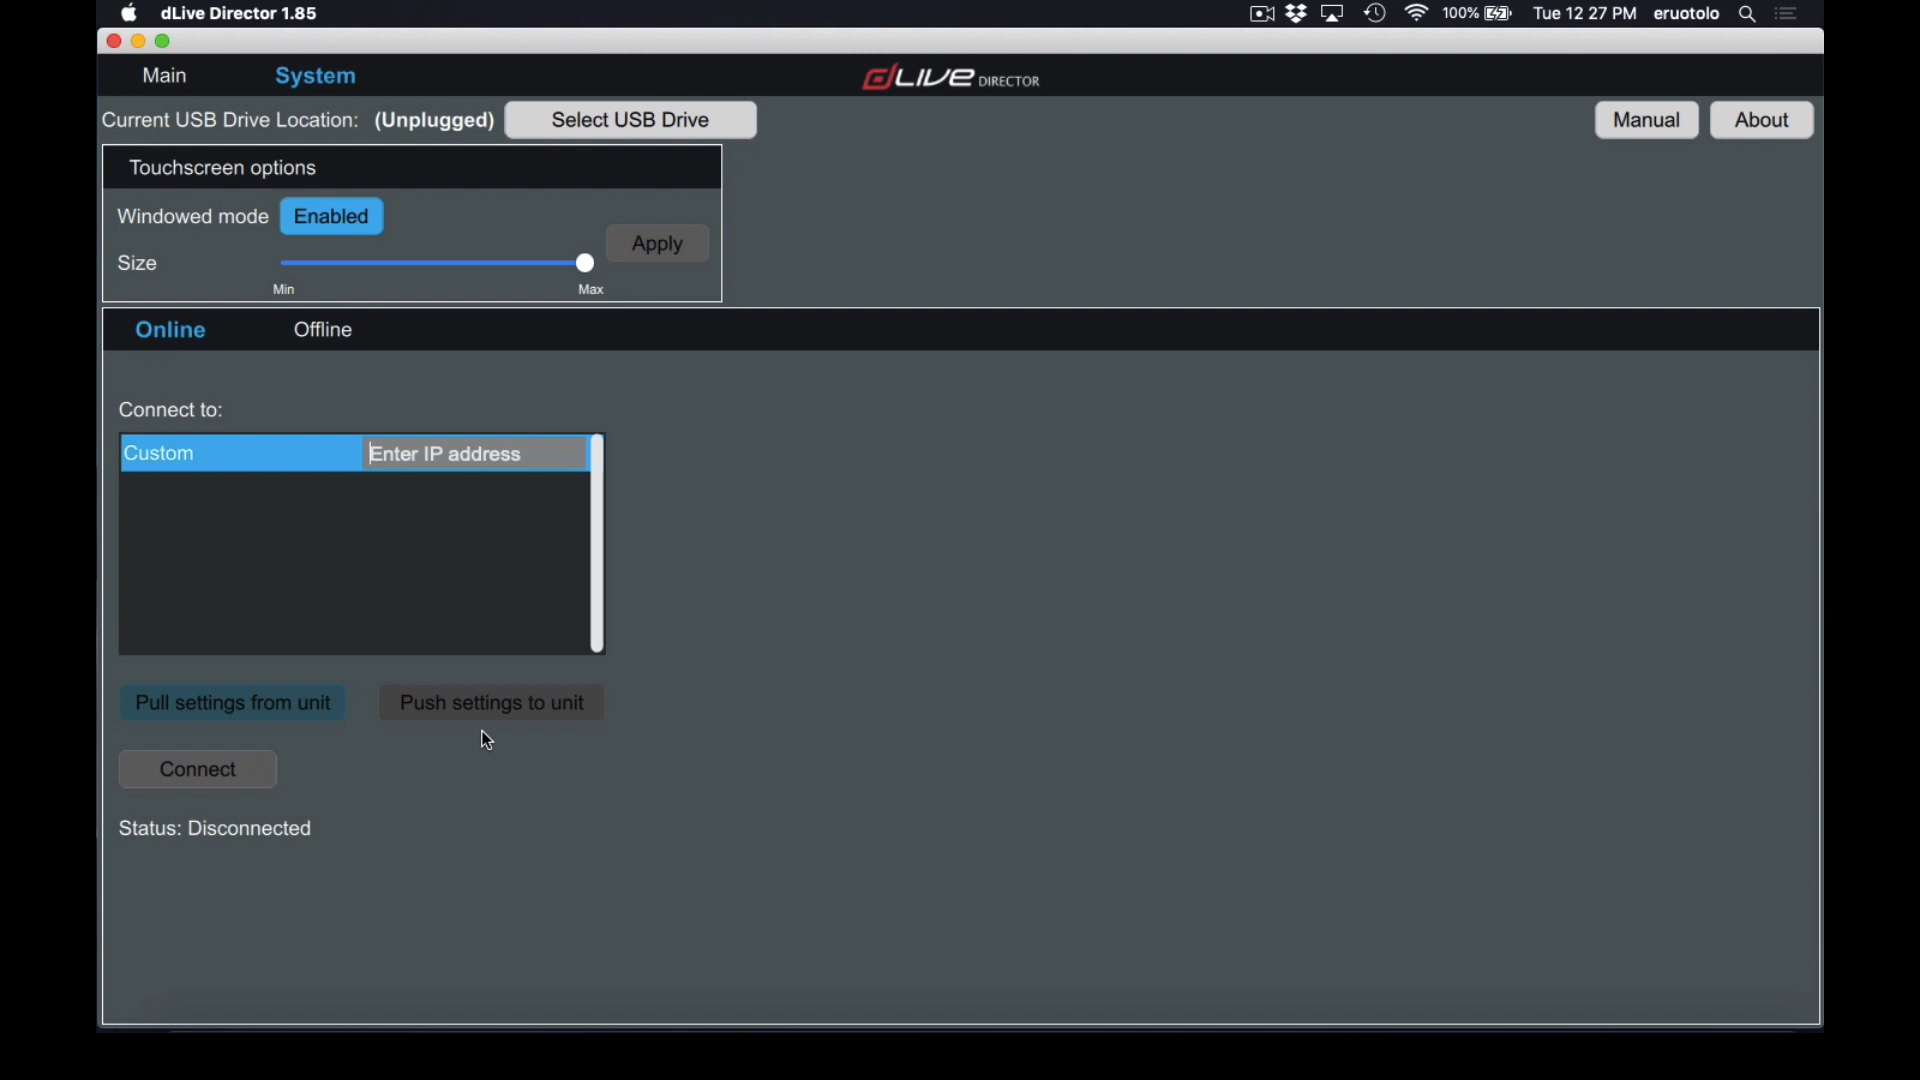 dLive Director 1.85
100%
Tue 12 27 PM
eruotolo
Main
System
dLIVE DIRECTOR
Current USB Drive Location: (Unplugged)
Select USB Drive
Manual
About
Touchscreen options
Windowed mode
Enabled
Apply
Size
Min
Max
Online
Offline
Connect to:
Custom
Enter IP address
Pull settings from unit
Push settings to unit
Connect
Status: Disconnected